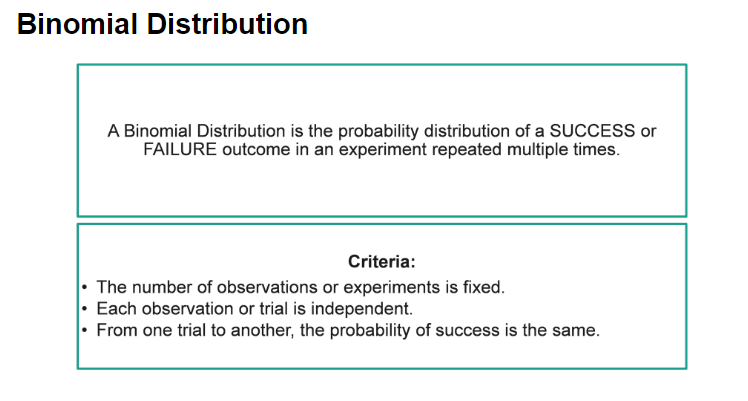 Binomial Distribution
A Binomial Distribution is the probability distribution of a SUCCESS or
FAILURE outcome in an experiment repeated multiple times.
Criteria:
• The number of observations or experiments is fixed.
• Each observation or trial is independent.
• From one trial to another, the probability of success is the same.